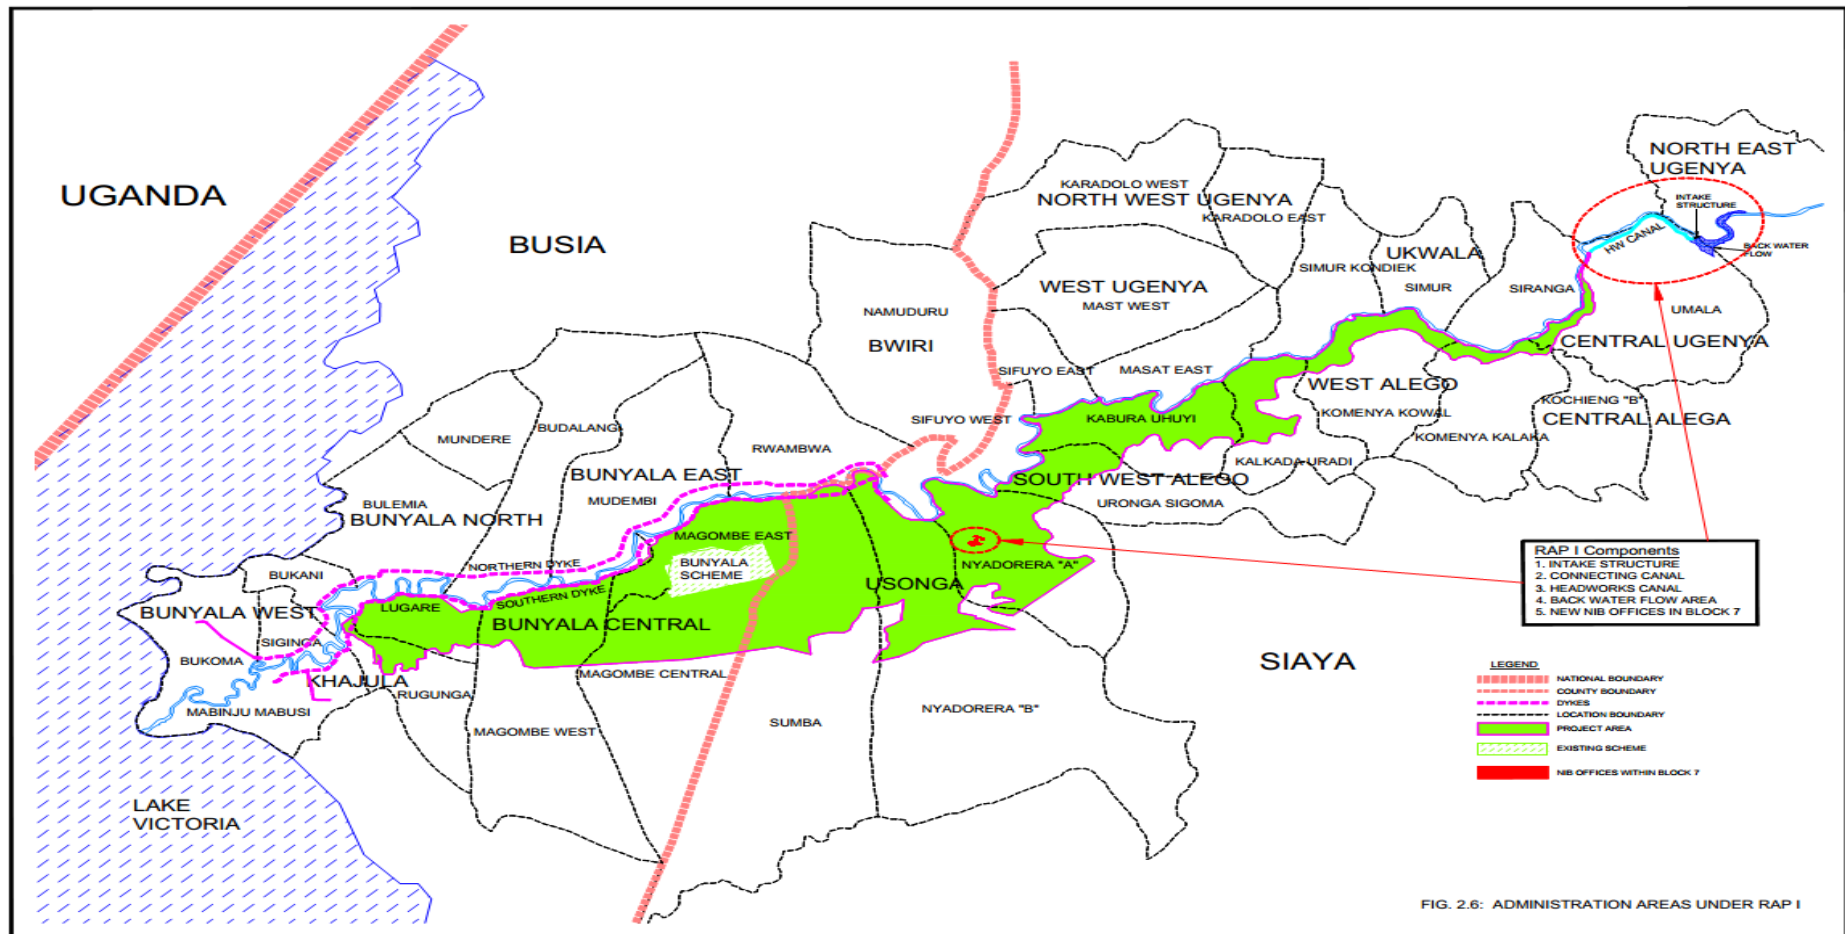 NORTH EAST
UGENYA
UGANDA
KARADOLO WEST
NORTH WEST UGENYA
KARADOLO EAST
INTAKE
STRUCTURE
BUSIA
HW CANAL
BACK WATER
FLOW
UKWALA
SIMUR KONDIEK
SIMUR
SIRANGA
WEST UGENYA
MAST WEST
NAMUDURU
UMALA
BWIRI
CENTRAL UGENYA
SIFUYO EAST
MASAT EAST
WEST ALEGO
KOCHIENG "B"
KOMENYA KOWAL
CENTRAL ALEGA
SIFUYO WEST
KABURA UHUYI
KOMENYA KALAKA
MUNDERE
BUDALANGI
RWAMBWA
KALKADA URADI
BUNYALA EAST
SOUTH WEST ALEGO
MUDEMBI
URONGA SIGOMA
BULEMIA
BUNYALA NORTH
MAGOMBE EAST
BUNYALA
SCHEME
NORTHERN DYKE
NYADORERA "A"
BUKANI
USONGA
SOUTHERN DYKE
LUGARE
BUNYALA WEST
BUNYALA CENTRAL
SIGINGA
BUKOMA
KHAJULA
RUGUNGA
MAGOMBE CENTRAL
MABINJU MABUSI
MAGOMBE WEST
SUMBA
NYADORERA "B"
SIAYA
LAKE
VICTORIA
RAP I Components
1. INTAKE STRUCTURE
2. CONNECTING CANAL
3. HEADWORKS CANAL
4. BACK WATER FLOW AREA
5. NEW NIB OFFICES IN BLOCK 7
LEGEND
NATIONAL BOUNDARY
COUNTY BOUNDARY
DYKES
LOCATION BOUNDARY
PROJECT AREA
EXISTING SCHEME
NIB OFFICES WITHIN BLOCK 7
FIG. 2.6: ADMINISTRATION AREAS UNDER RAP I